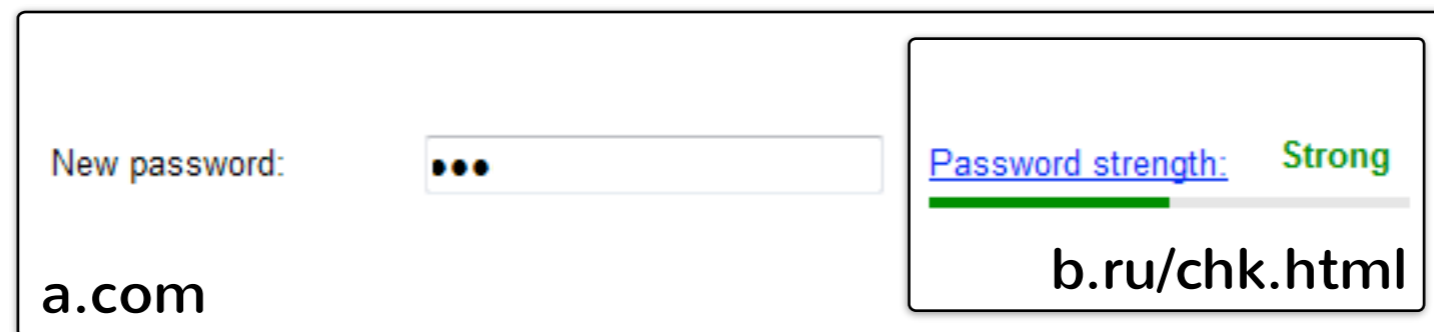 New password: •••
Password strength: Strong
a.com
b.ru/chk.html